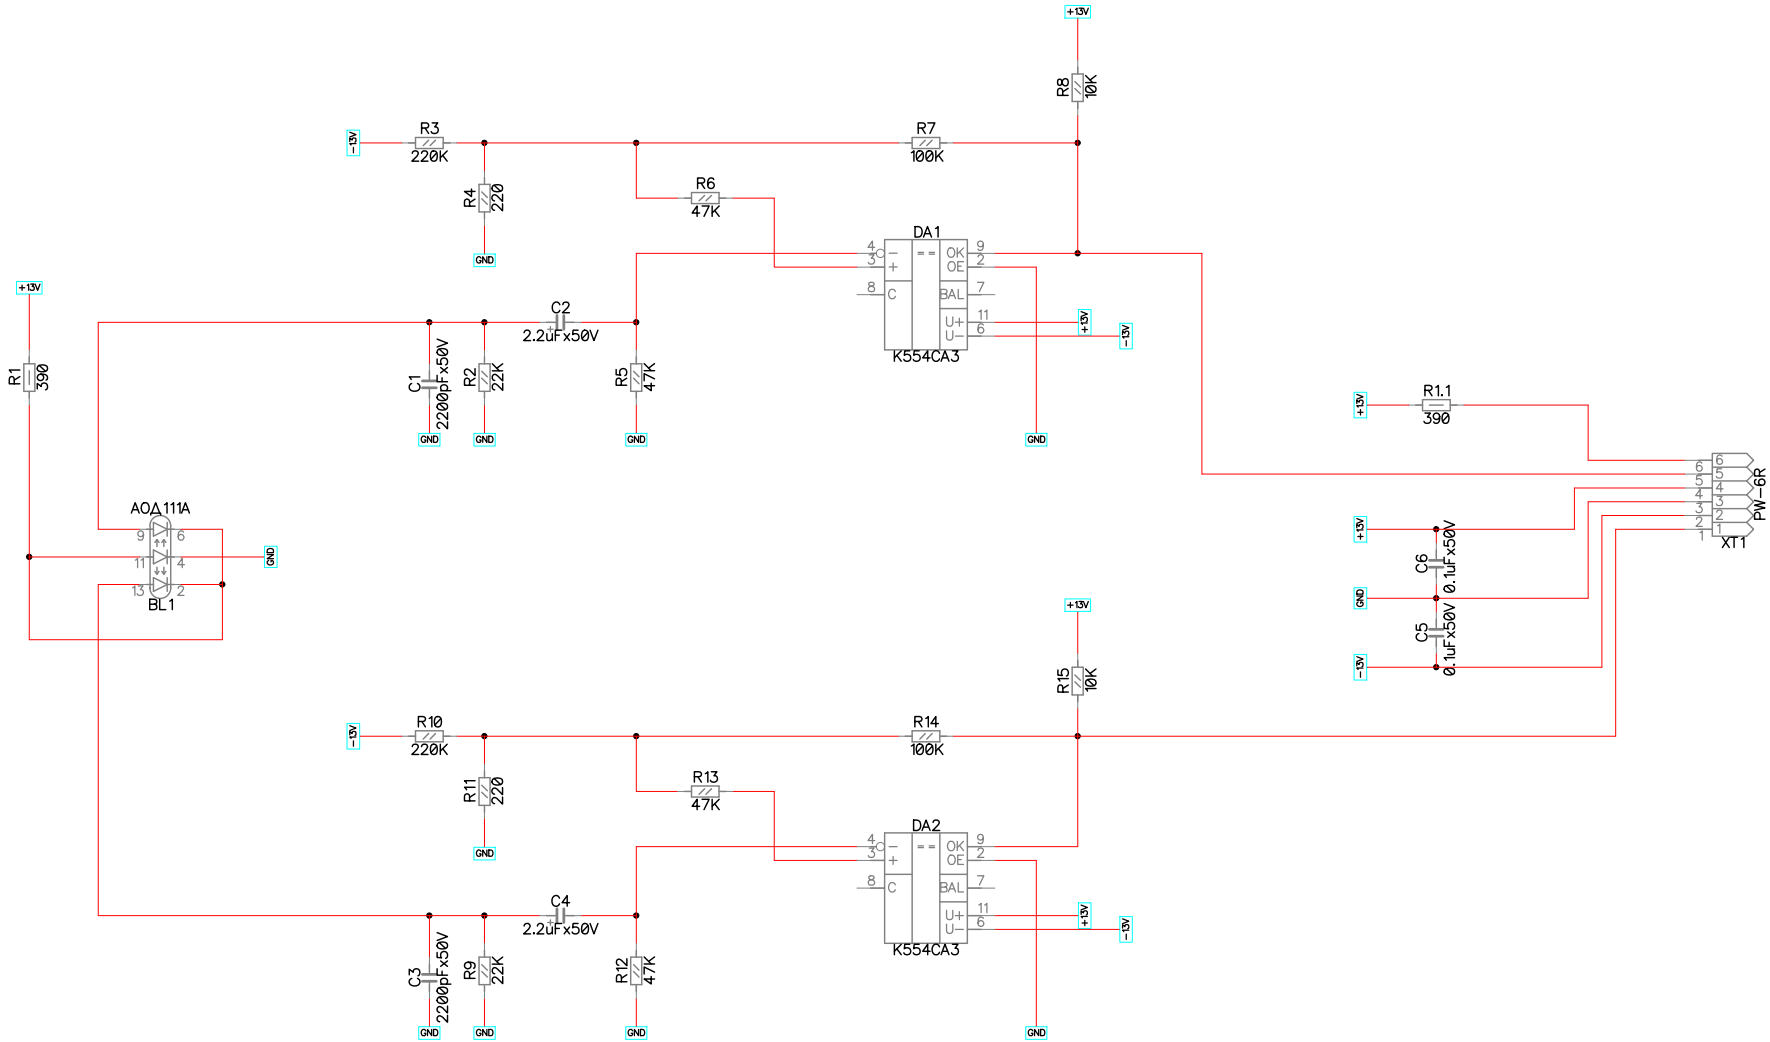 +13V
R8
10K
-13V
R3
220K
R7
100K
R4
220
R6
47K
GND
DA1
4
3
8
-
+
C
==
OK
OE
BAL
U+
U-
9
2
7
11
6
K554CA3
+13V
-13V
GND
+13V
R1
390
C2
+
2.2uFx50V
C1
2200pFx50V
R2
22K
R5
47K
GND
GND
GND
AOД111A
9
6
11
4
13
2
BL1
GND
+13V
R1.1
390
6
5
4
3
2
1
6
5
4
3
2
1
PW-6R
XT1
+13V
C6
0.1uFx50V
GND
C5
0.1uFx50V
-13V
+13V
R15
10K
-13V
R10
220K
R14
100K
R11
220
R13
47K
GND
DA2
4
3
8
-
+
C
==
OK
OE
BAL
U+
U-
9
2
7
11
6
K554CA3
+13V
-13V
GND
C4
+
2.2uFx50V
C3
2200pFx50V
R9
22K
R12
47K
GND
GND
GND